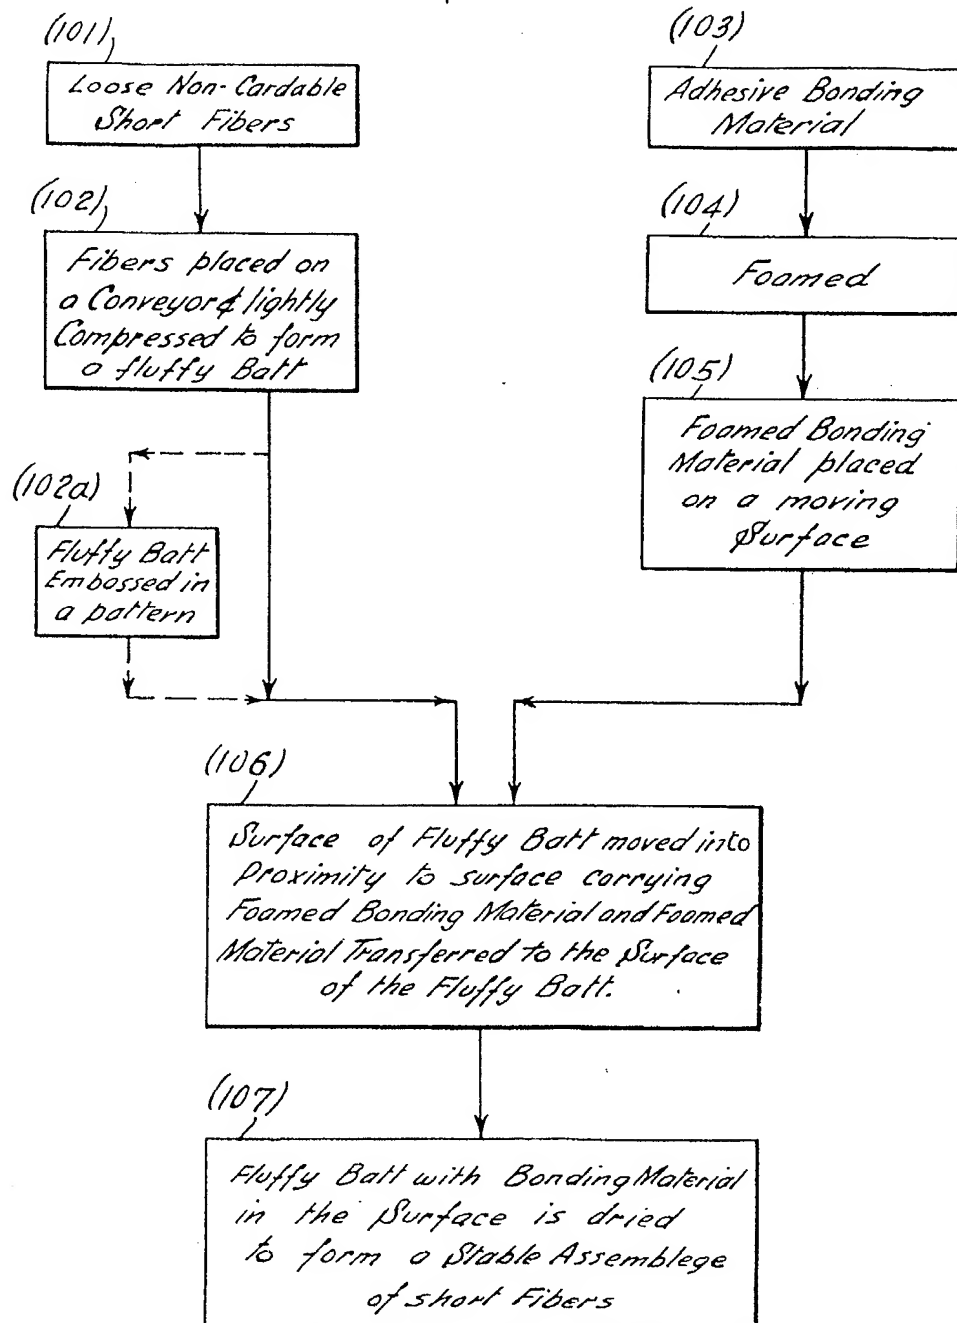 (101)
Loose Non-Cardable
Short Fibers
(102)
Fibers placed on
a Conveyor & lightly
Compressed to form
a fluffy Batt
(102a)
Fluffy Batt
Embossed in
a pattern
(103)
Adhesive Bonding
Material
(104)
Foamed
(105)
Foamed Bonding
Material placed
on a moving
Surface
(106)
Surface of Fluffy Batt moved into
Proximity to surface carrying
Foamed Bonding Material and Foamed
Material Transferred to the Surface
of the Fluffy Batt.
(107)
Fluffy Batt with Bonding Material
in the Surface is dried
to form a Stable Assemblege
of short Fibers